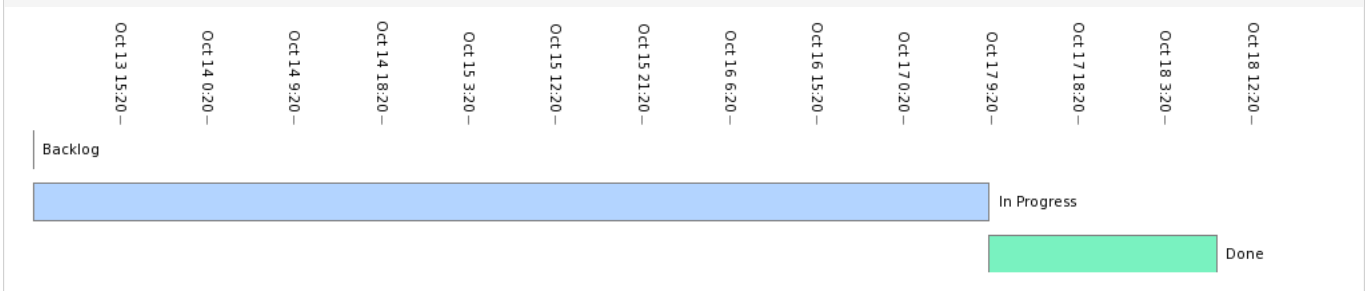 Oct 13 15:20
Oct 14 0:20
Oct 14 9:20
Oct 14 18:20
Oct 15 3:20
Oct 15 12:20
Oct 15 21:20
Oct 16 6:20
Oct 16 15:20
Oct 17 0:20
Oct 17 9:20
Oct 17 18:20
Oct 18 3:20
Oct 18 12:20
Backlog
In Progress
Done